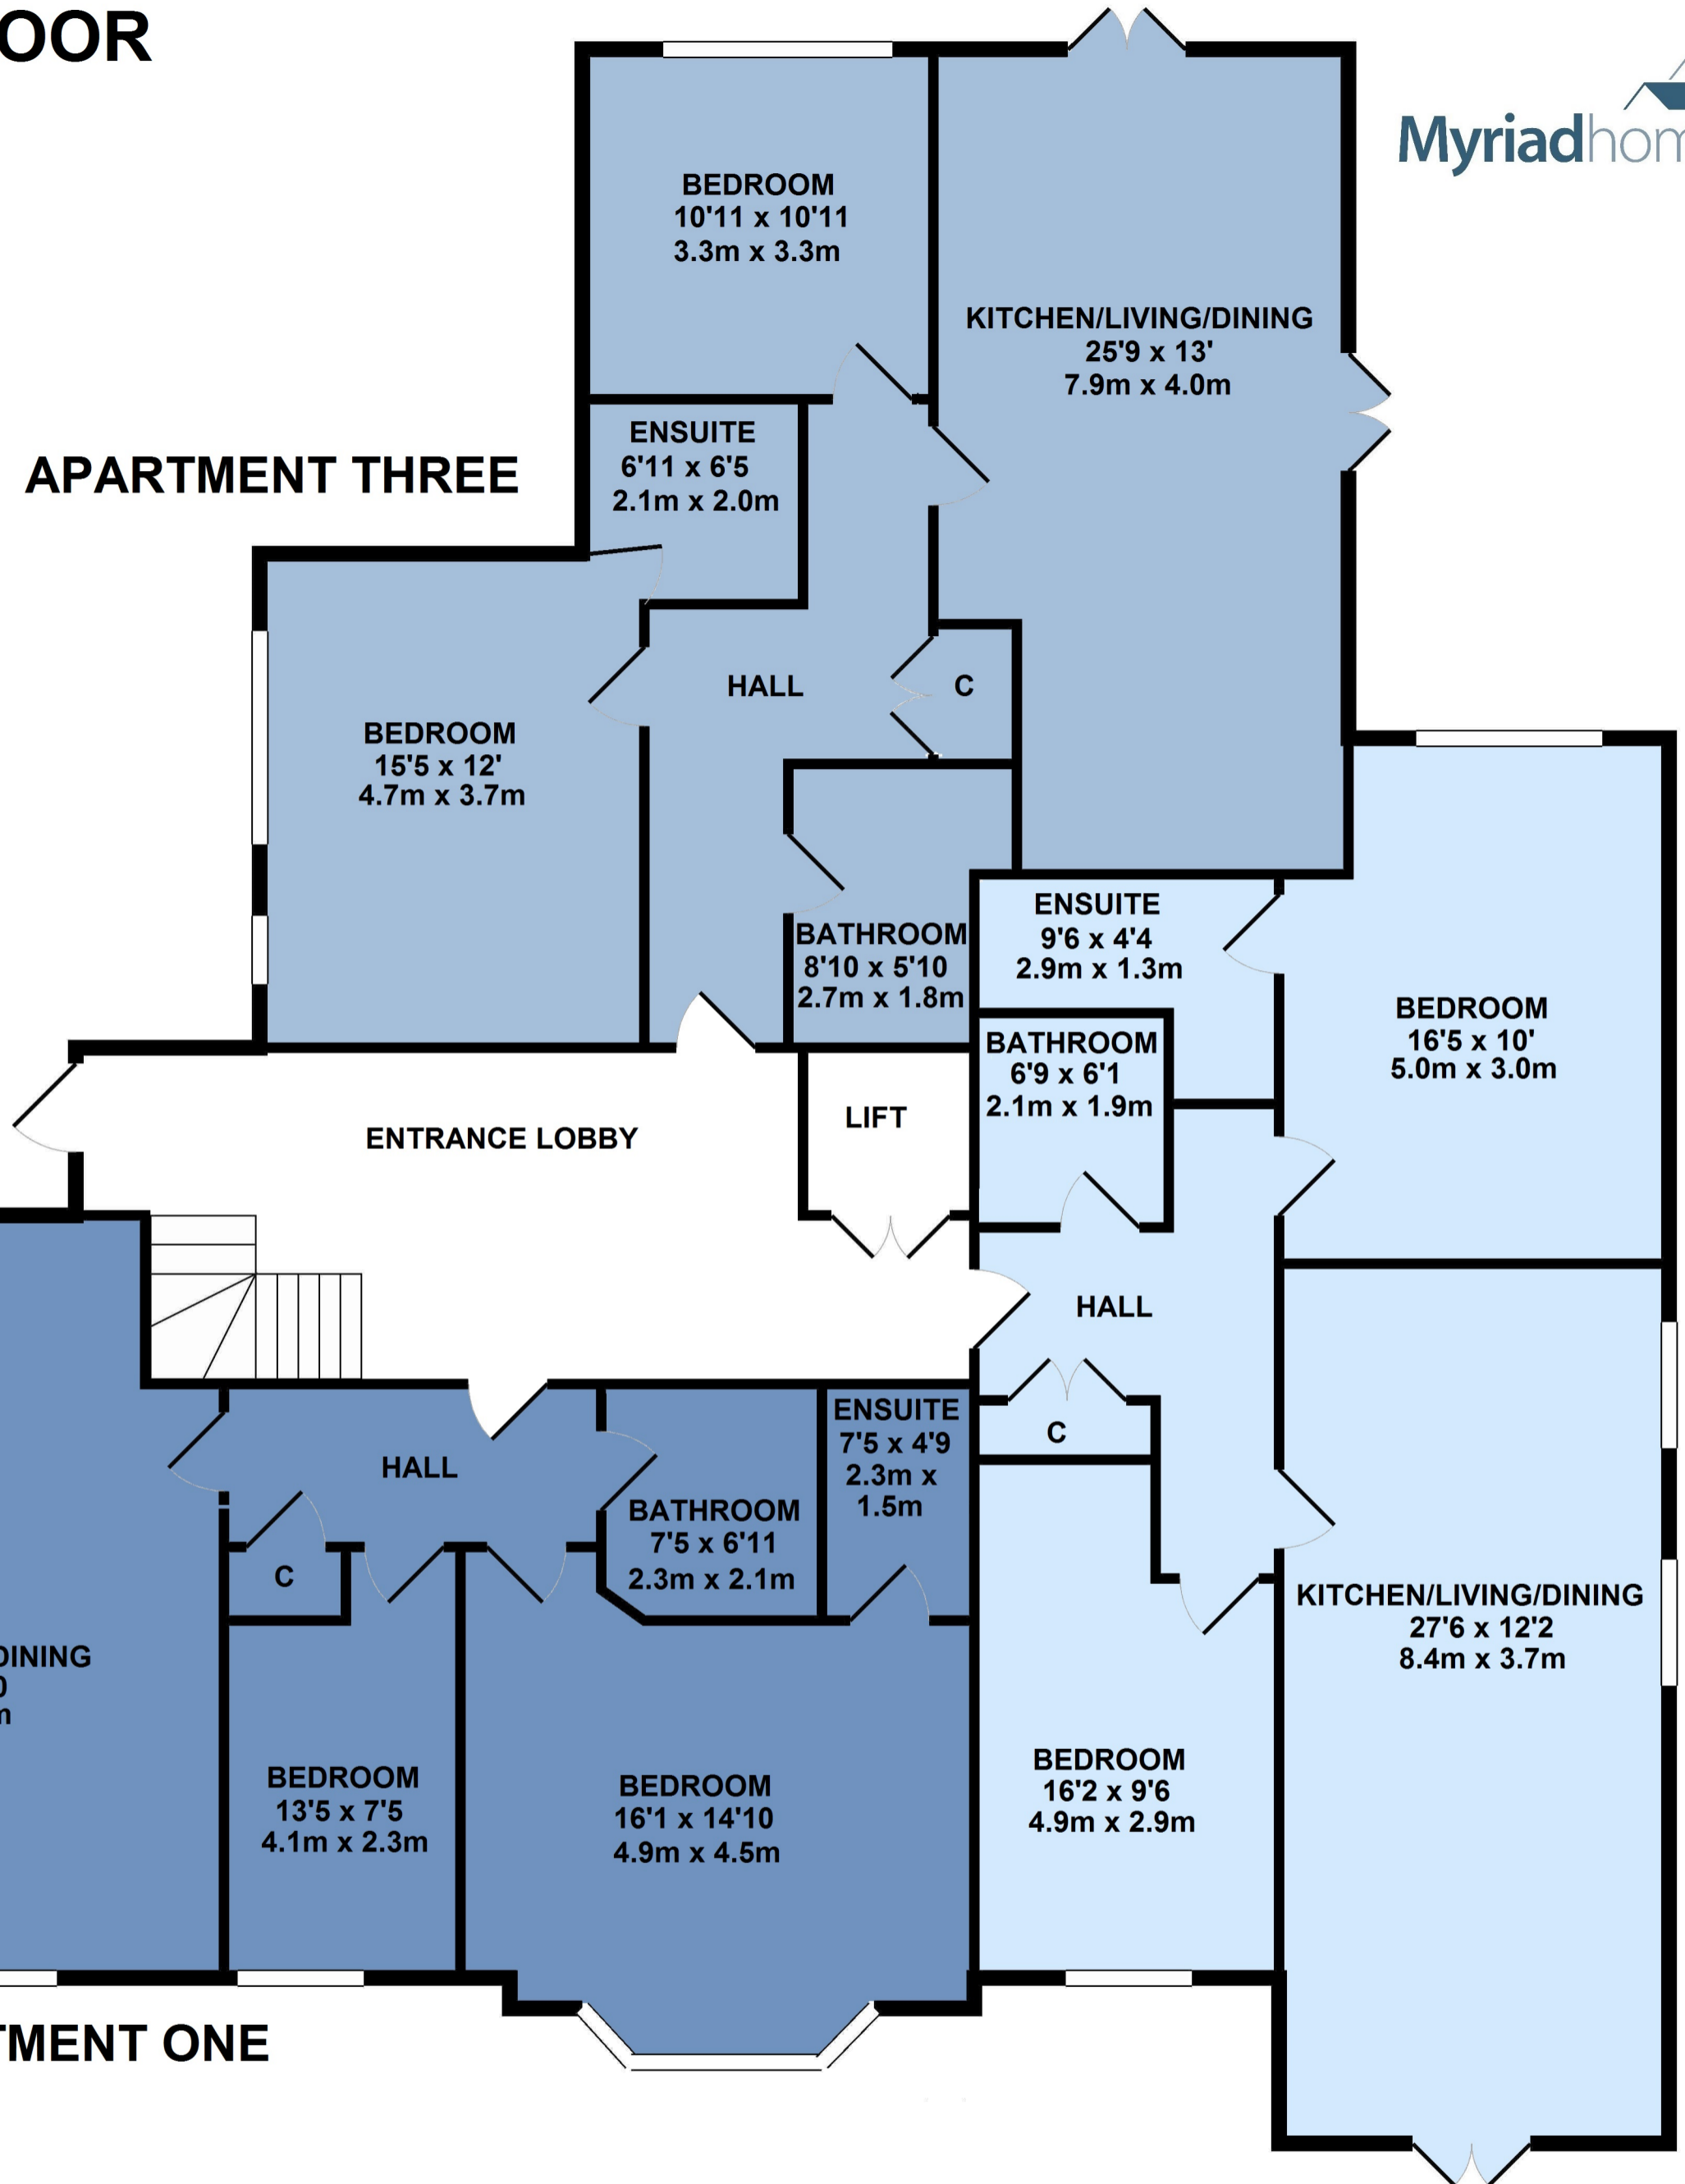 OOR
Myriadhom
BEDROOM
10'11 x 10'11
3.3m x 3.3m
KITCHEN/LIVING/DINING
25'9 x 13'
7.9m x 4.0m
APARTMENT THREE
ENSUITE
6'11 x 6'5
2.1m x 2.0m
HALL
C
BEDROOM
15'5 x 12'
4.7m x 3.7m
BATHROOM
8'10 x 5'10
2.7m x 1.8m
ENSUITE
9'6 x 4'4
2.9m x 1.3m
BEDROOM
16'5 x 10'
5.0m x 3.0m
BATHROOM
6'9 x 6'1
2.1m x 1.9m
LIFT
ENTRANCE LOBBY
HALL
C
ENSUITE
7'5 x 4'9
2.3m x
1.5m
HALL
BATHROOM
7'5 x 6'11
2.3m x 2.1m
C
KITCHEN/LIVING/DINING
27'6 x 12'2
8.4m x 3.7m
DINING
0
m
BEDROOM
13'5 x 7'5
4.1m x 2.3m
BEDROOM
16'1 x 14'10
4.9m x 4.5m
BEDROOM
16'2 x 9'6
4.9m x 2.9m
TMENT ONE